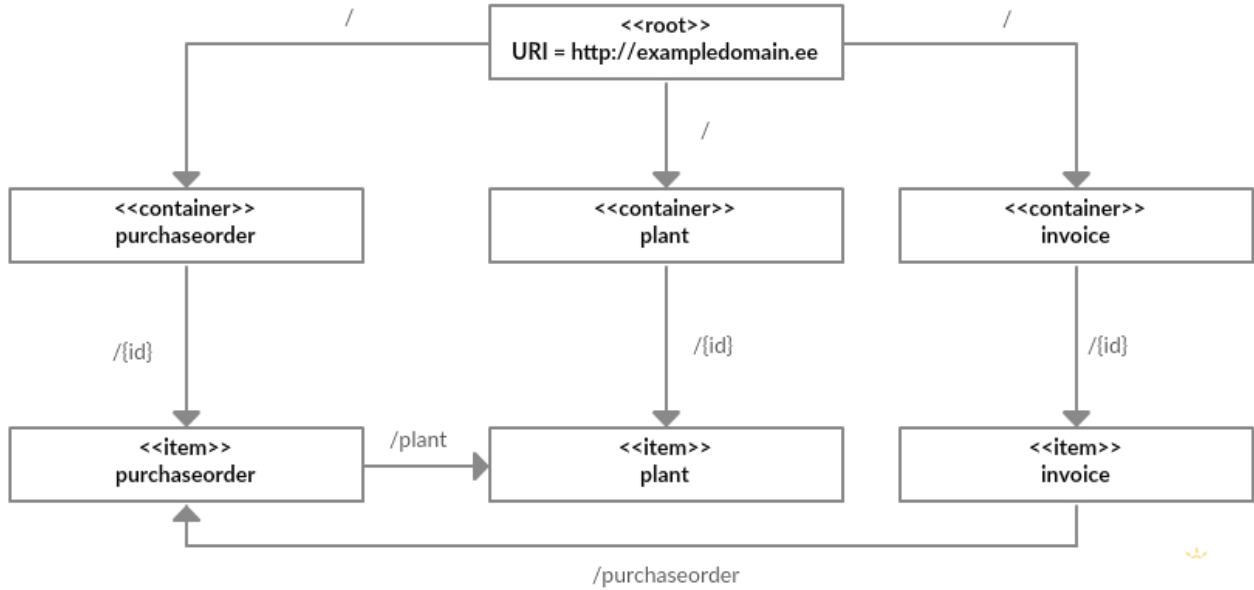 /
<<root>>
URI = http://exampledomain.ee
/
/
<<container>>
purchaseorder
<<container>>
plant
<<container>>
invoice
/{id}
/{id}
/{id}
<<item>>
purchaseorder
/plant
<<item>>
plant
<<item>>
invoice
/purchaseorder